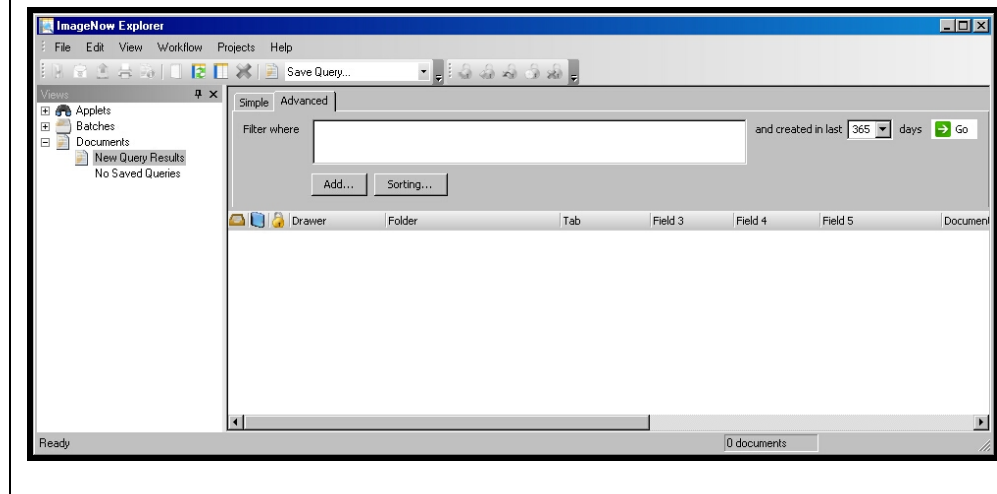 ImageNow Explorer
File Edit View Workflow Projects Help
Save Query...
Views
Applets
Batches
Documents
New Query Results
No Saved Queries
Simple Advanced
Filter where and created in last 365 days Go
Add... Sorting...
Drawer Folder Tab Field 3 Field 4 Field 5 Document
Ready 0 documents